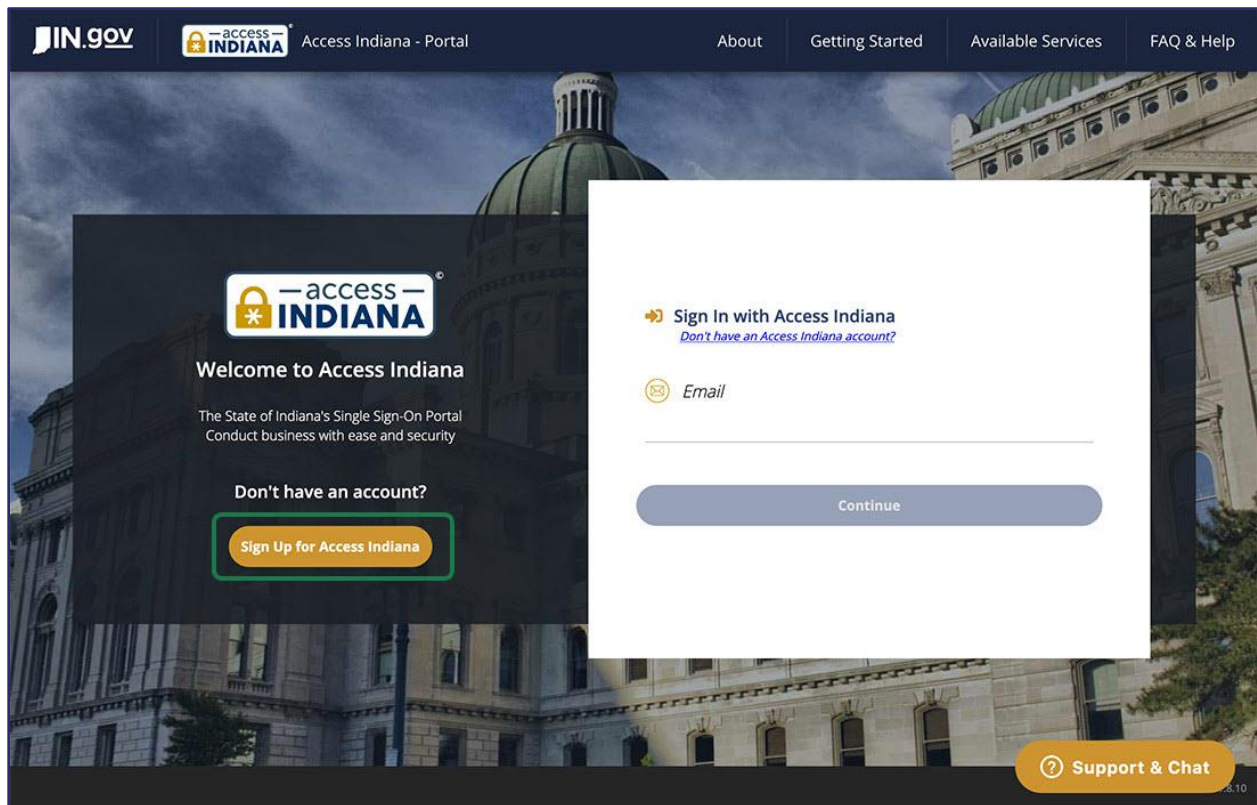 IN.gov
access
INDIANA
Access Indiana - Portal
About
Getting Started
Available Services
FAQ & Help
access
INDIANA
©
Welcome to Access Indiana
The State of Indiana's Single Sign-On Portal
Conduct business with ease and security
Don't have an account?
Sign Up for Access Indiana
Sign In with Access Indiana
Don't have an Access Indiana account?
Email
Continue
Support & Chat
.8.10